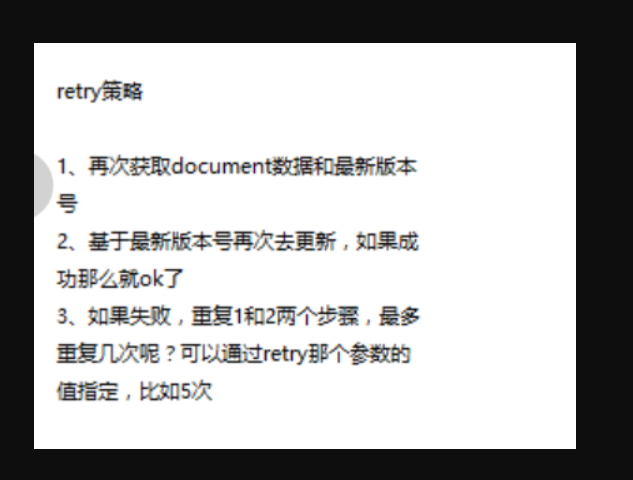 retry策略
1、再次获取document数据和最新版本
号
2、基于最新版本号再次去更新，如果成
功那么就ok了
3、如果失败，重复1和2两个步骤，最多
重复几次呢？可以通过retry那个参数的
值指定，比如5次